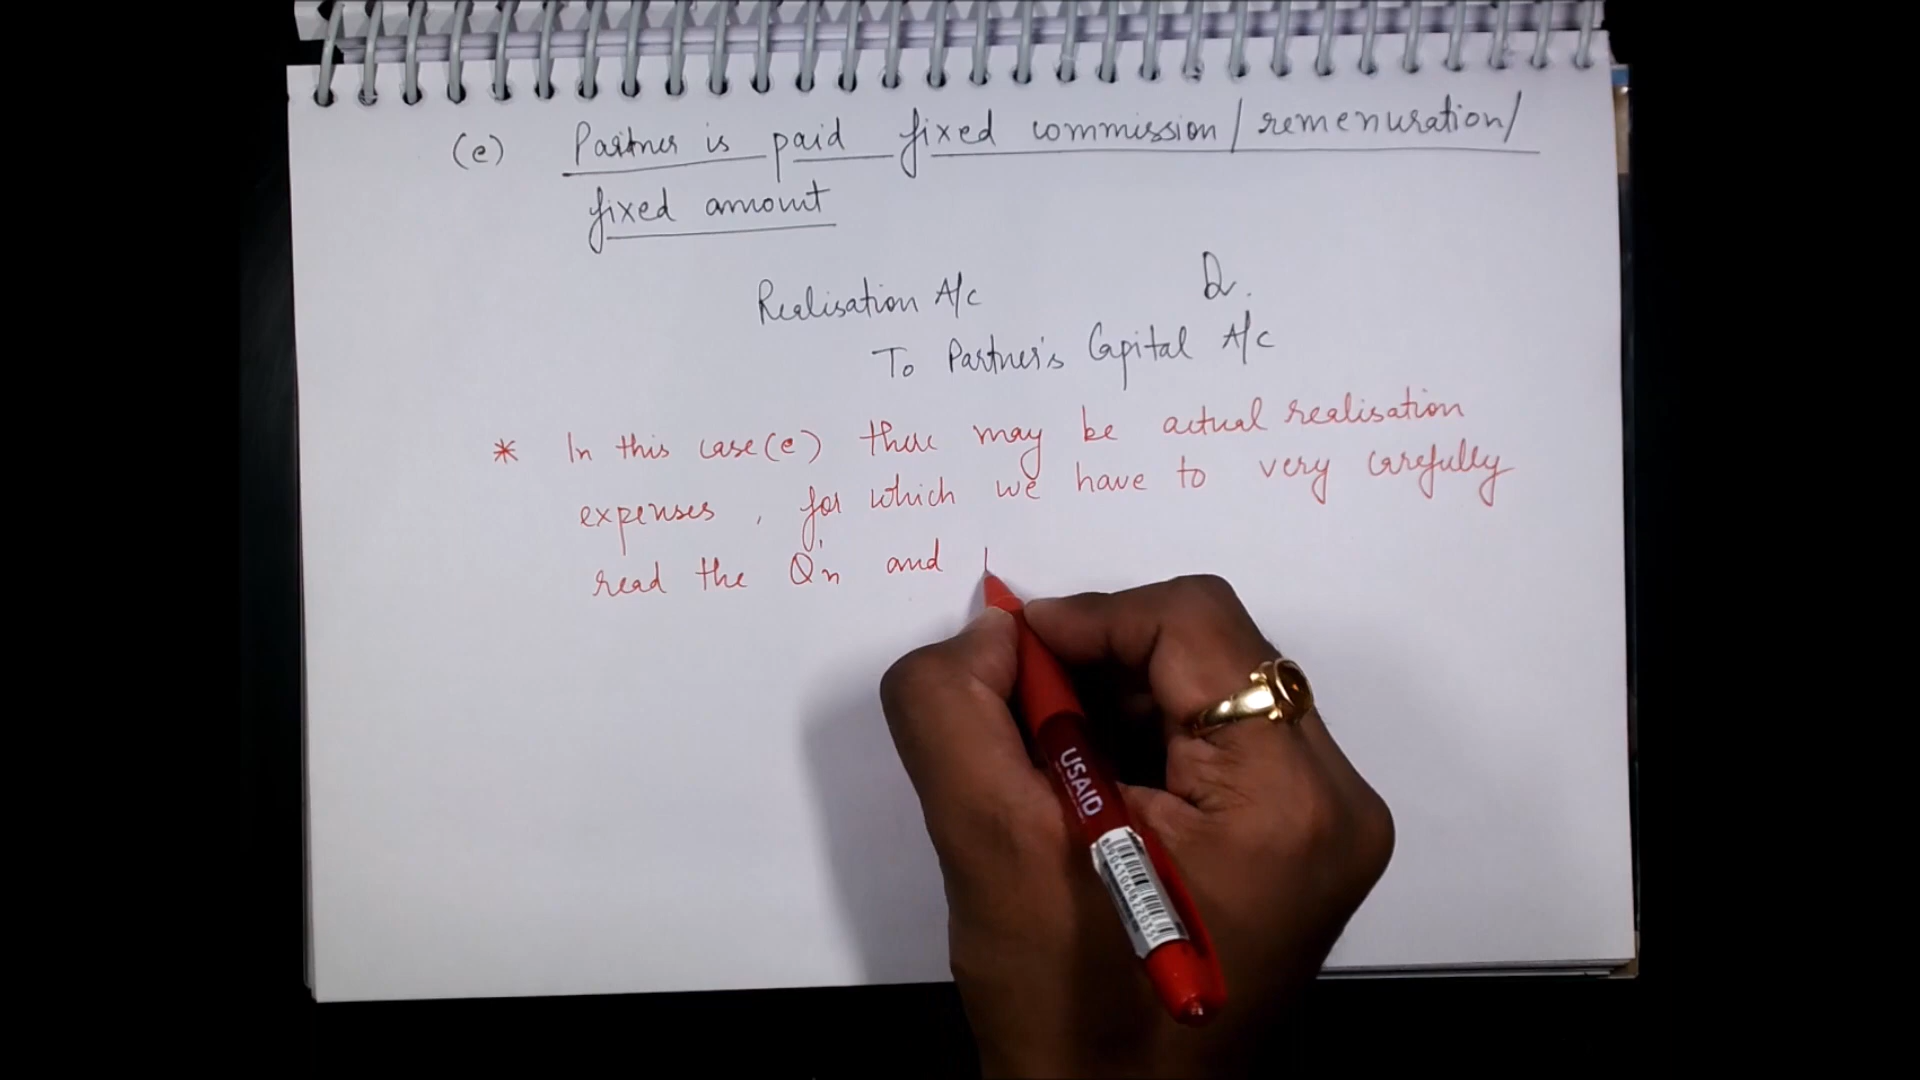 (e) Partner is paid fixed commission/remenuration/
fixed amount
Realisation A/c Dr.
To Partner's Capital A/c
* In this case (e) there may be actual realisation
expenses, for which we have to very carefully
read the Q'n and
USAID